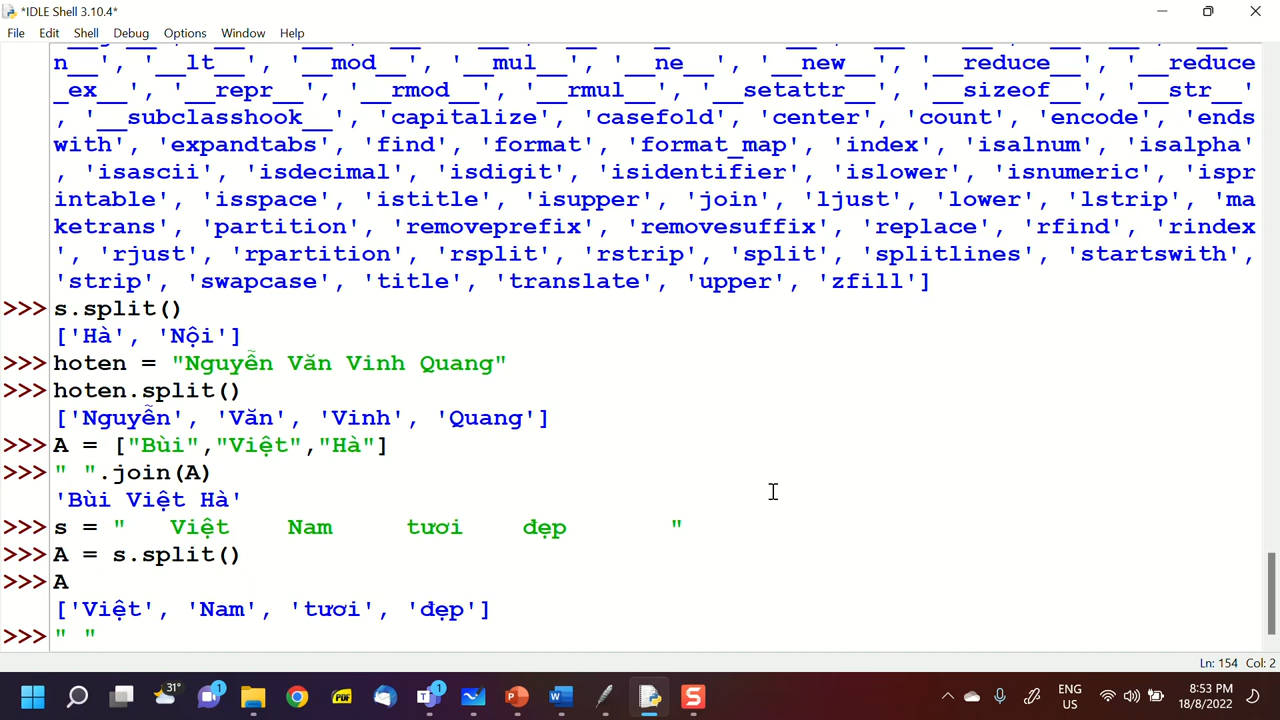 *IDLE Shell 3.10.4*
File Edit Shell Debug Options Window Help
n__', '__lt__', '__mod__', '__mul__', '__ne__', '__new__', '__reduce__', '__reduce
_ex__', '__repr__', '__rmod__', '__rmul__', '__setattr__', '__sizeof__', '__str__'
, '__subclasshook__', 'capitalize', 'casefold', 'center', 'count', 'encode', 'ends
with', 'expandtabs', 'find', 'format', 'format_map', 'index', 'isalnum', 'isalpha'
, 'isascii', 'isdecimal', 'isdigit', 'isidentifier', 'islower', 'isnumeric', 'ispr
intable', 'isspace', 'istitle', 'isupper', 'join', 'ljust', 'lower', 'lstrip', 'ma
ketrans', 'partition', 'removeprefix', 'removesuffix', 'replace', 'rfind', 'rindex
', 'rjust', 'rpartition', 'rsplit', 'rstrip', 'split', 'splitlines', 'startswith',
'strip', 'swapcase', 'title', 'translate', 'upper', 'zfill']
>>> s.split()
['Hà', 'Nội']
>>> hoten = "Nguyễn Văn Vinh Quang"
>>> hoten.split()
['Nguyễn', 'Văn', 'Vinh', 'Quang']
>>> A = ["Bùi","Việt","Hà"]
>>> " ".join(A)
'Bùi Việt Hà'
>>> s = "   Việt    Nam     tươi    đẹp       "
>>> A = s.split()
>>> A
['Việt', 'Nam', 'tươi', 'đẹp']
>>> " "
Ln: 154 Col: 2
31° 1 PDF 1 ENG 8:53 PM
US 18/8/2022